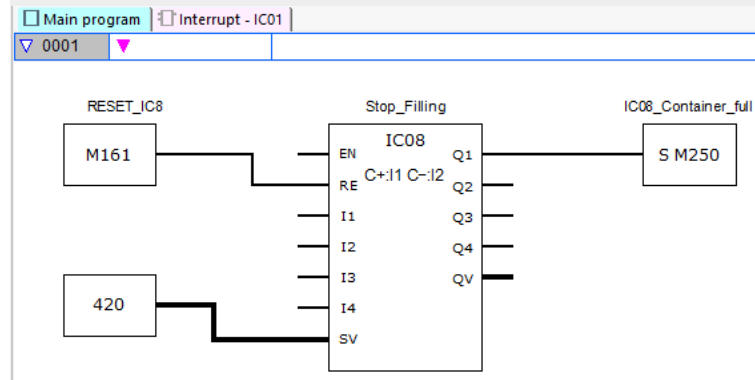 Main program Interrupt - IC01
0001
RESET_IC8 Stop_Filling IC08_Container_full
IC08
M161 EN Q1 S M250
C+:I1 C−:I2
RE Q2
I1 Q3
I2 Q4
I3 QV
420 I4
SV